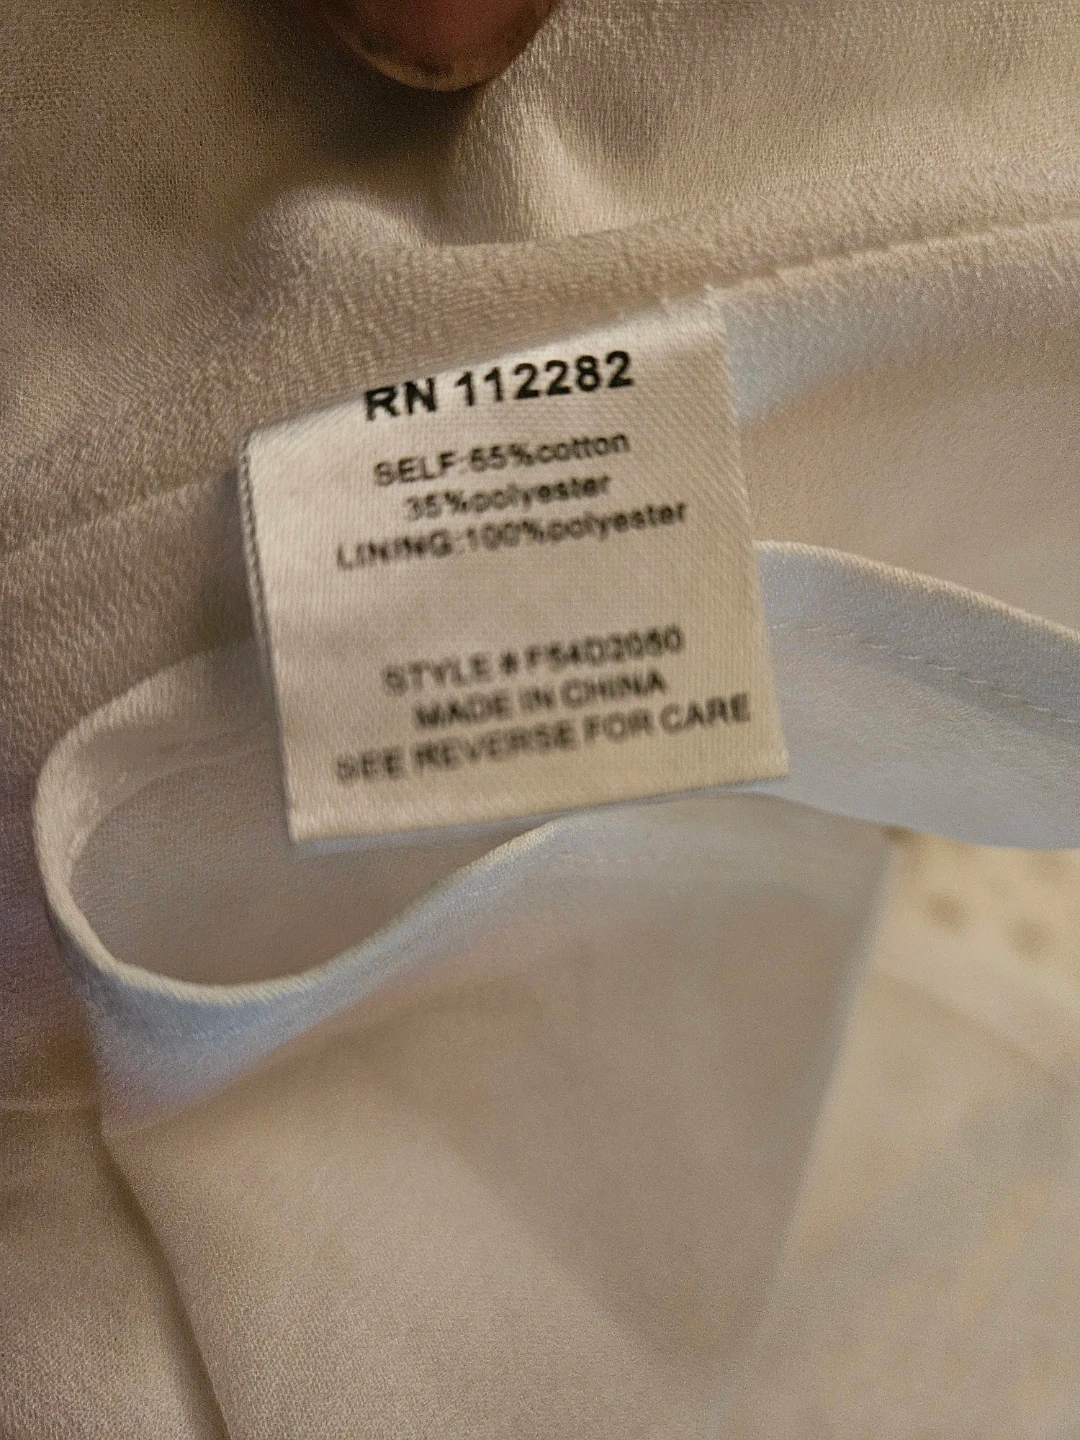 RN 112282
SELF:65%cotton
35%polyester
LINING:100%polyester
STYLE # F54D2050
MADE IN CHINA
SEE REVERSE FOR CARE